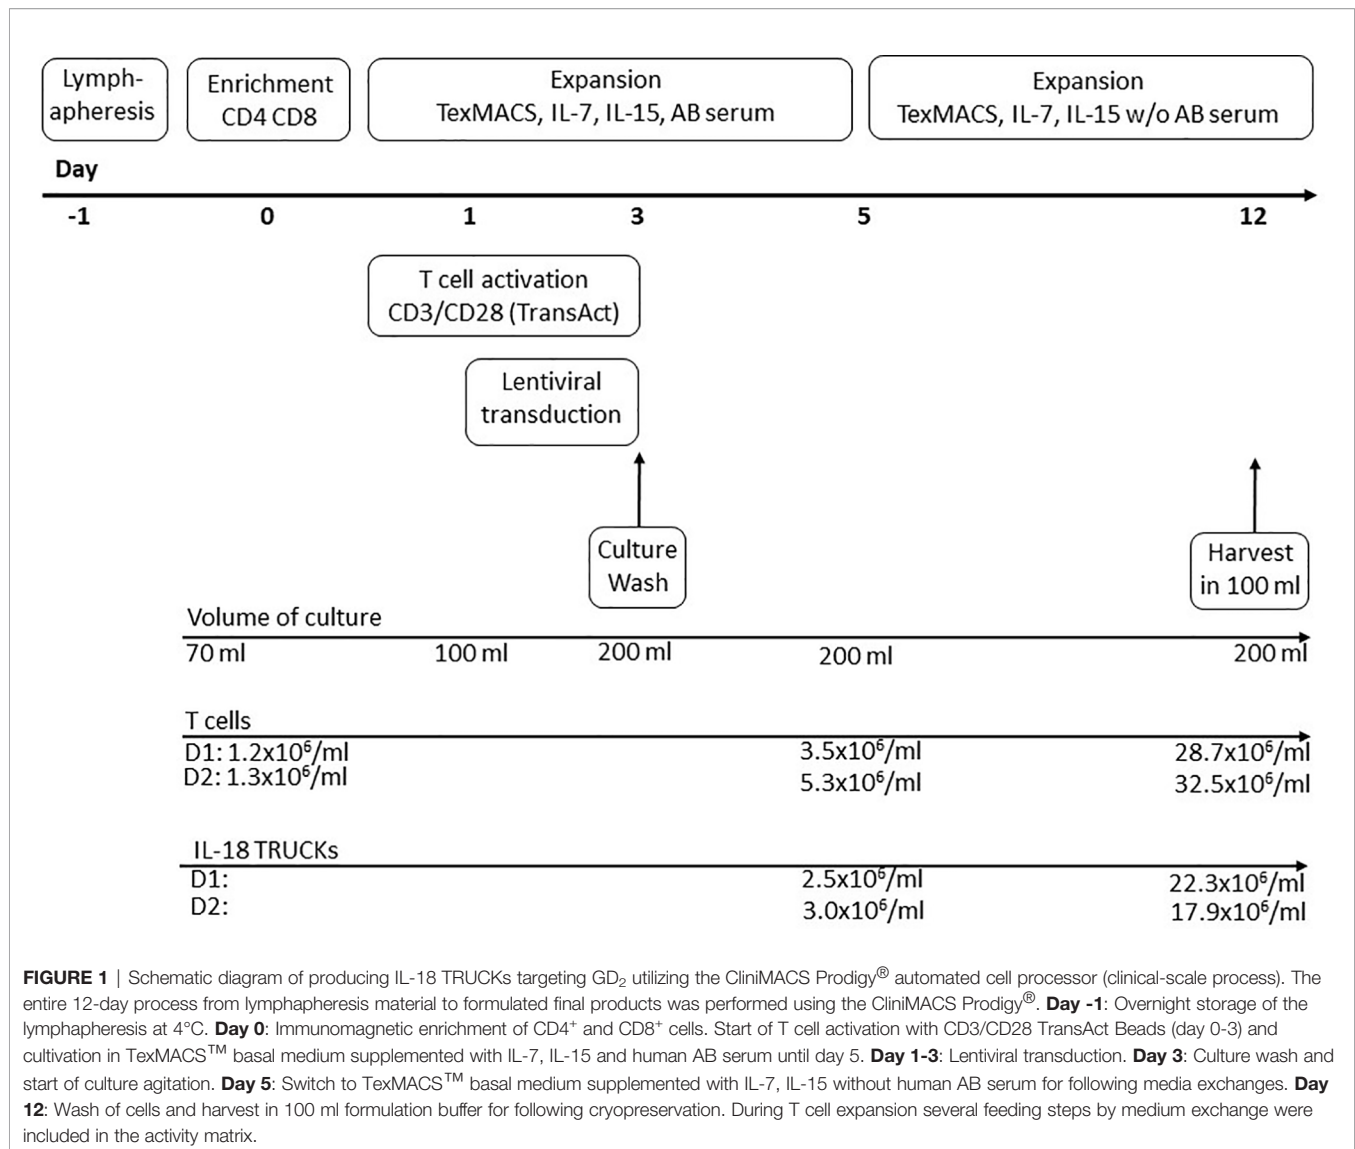 Lymph-
apheresis
Enrichment
CD4 CD8
Expansion
TexMACS, IL-7, IL-15, AB serum
Expansion
TexMACS, IL-7, IL-15 w/o AB serum
Day
-1 0 1 3 5 12
T cell activation
CD3/CD28 (TransAct)
Lentiviral
transduction
Culture
Wash
Harvest
in 100 ml
Volume of culture
70 ml 100 ml 200 ml 200 ml 200 ml
T cells
D1: 1.2x10⁶/ml 3.5x10⁶/ml 28.7x10⁶/ml
D2: 1.3x10⁶/ml 5.3x10⁶/ml 32.5x10⁶/ml
IL-18 TRUCKs
D1: 2.5x10⁶/ml 22.3x10⁶/ml
D2: 3.0x10⁶/ml 17.9x10⁶/ml
FIGURE 1 | Schematic diagram of producing IL-18 TRUCKs targeting GD₂ utilizing the CliniMACS Prodigy® automated cell processor (clinical-scale process). The
entire 12-day process from lymphapheresis material to formulated final products was performed using the CliniMACS Prodigy®. Day -1: Overnight storage of the
lymphapheresis at 4°C. Day 0: Immunomagnetic enrichment of CD4⁺ and CD8⁺ cells. Start of T cell activation with CD3/CD28 TransAct Beads (day 0-3) and
cultivation in TexMACS™ basal medium supplemented with IL-7, IL-15 and human AB serum until day 5. Day 1-3: Lentiviral transduction. Day 3: Culture wash and
start of culture agitation. Day 5: Switch to TexMACS™ basal medium supplemented with IL-7, IL-15 without human AB serum for following media exchanges. Day
12: Wash of cells and harvest in 100 ml formulation buffer for following cryopreservation. During T cell expansion several feeding steps by medium exchange were
included in the activity matrix.